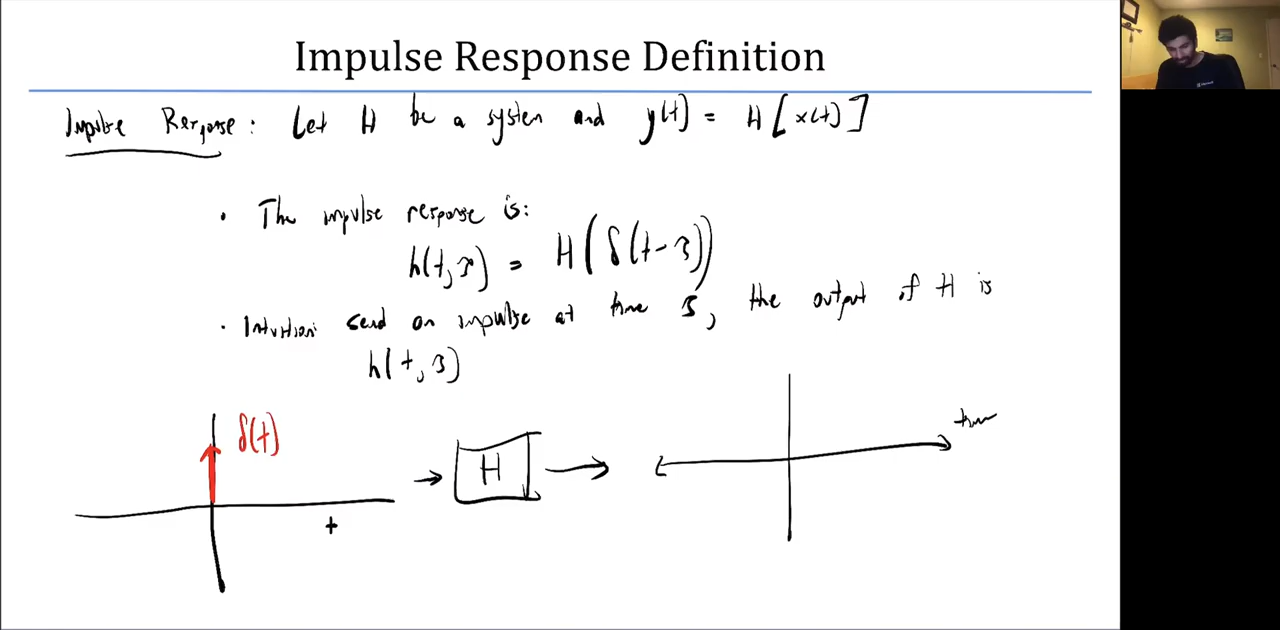 Impulse Response Definition
Impulse Response: Let H be a system and y(t) = H[x(t)]
• The impulse response is:
h(t,τ) = H(δ(t-τ))
• Intuition: send an impulse at time τ, the output of H is
h(t,τ)
δ(t)
H
time
t